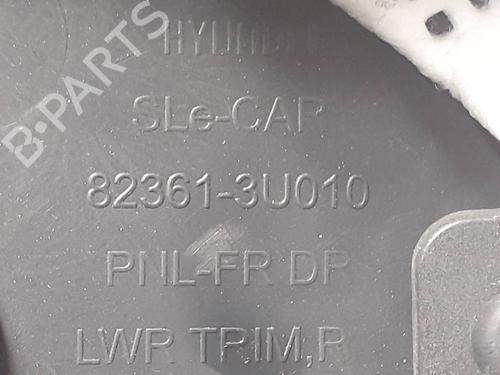 HYUNDAI
SLe-CAR
82361-3U010
PNL-FR DR
LWR TRIM,R
B-PARTS